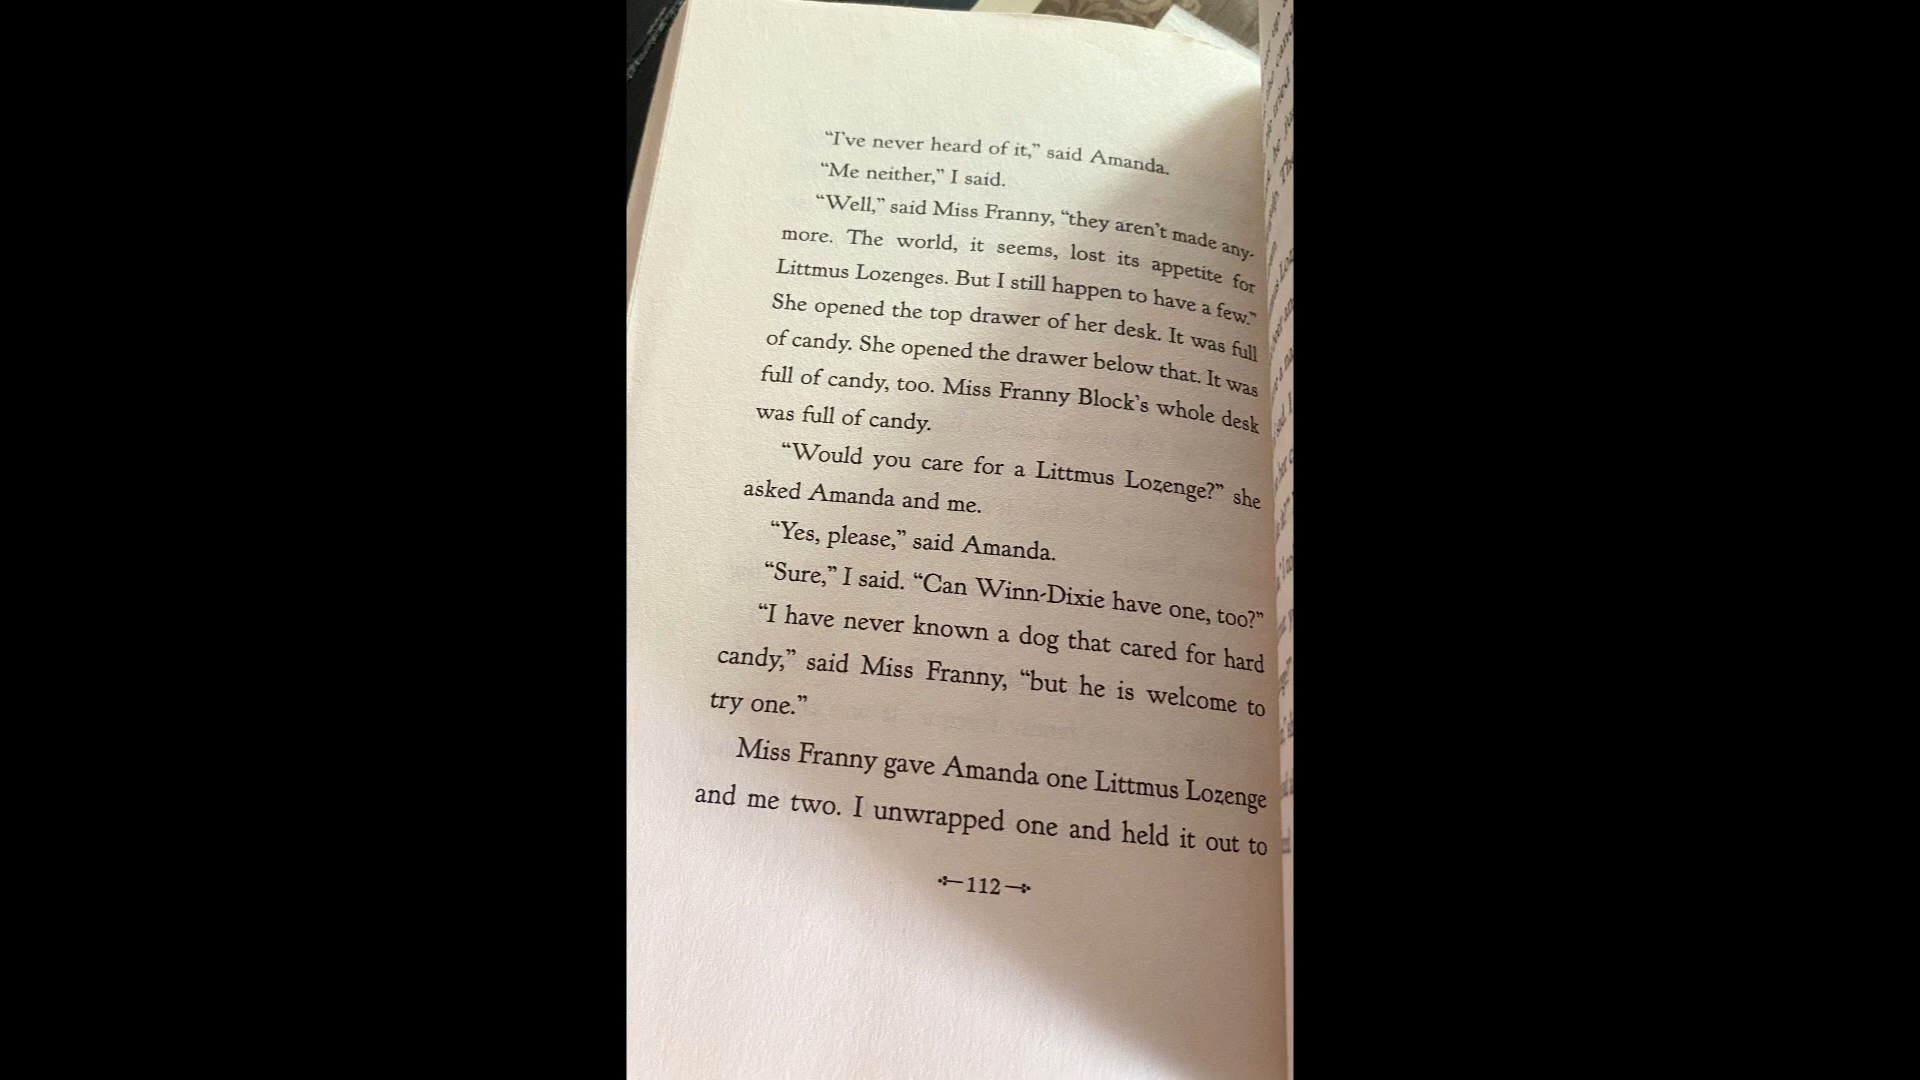 “I’ve never heard of it,” said Amanda.
“Me neither,” I said.
“Well,” said Miss Franny, “they aren’t made any-
more. The world, it seems, lost its appetite for
Littmus Lozenges. But I still happen to have a few.”
She opened the top drawer of her desk. It was full
of candy. She opened the drawer below that. It was
full of candy, too. Miss Franny Block’s whole desk
was full of candy.
“Would you care for a Littmus Lozenge?” she
asked Amanda and me.
“Yes, please,” said Amanda.
“Sure,” I said. “Can Winn-Dixie have one, too?”
“I have never known a dog that cared for hard
candy,” said Miss Franny, “but he is welcome to
try one.”
Miss Franny gave Amanda one Littmus Lozenge
and me two. I unwrapped one and held it out to
112